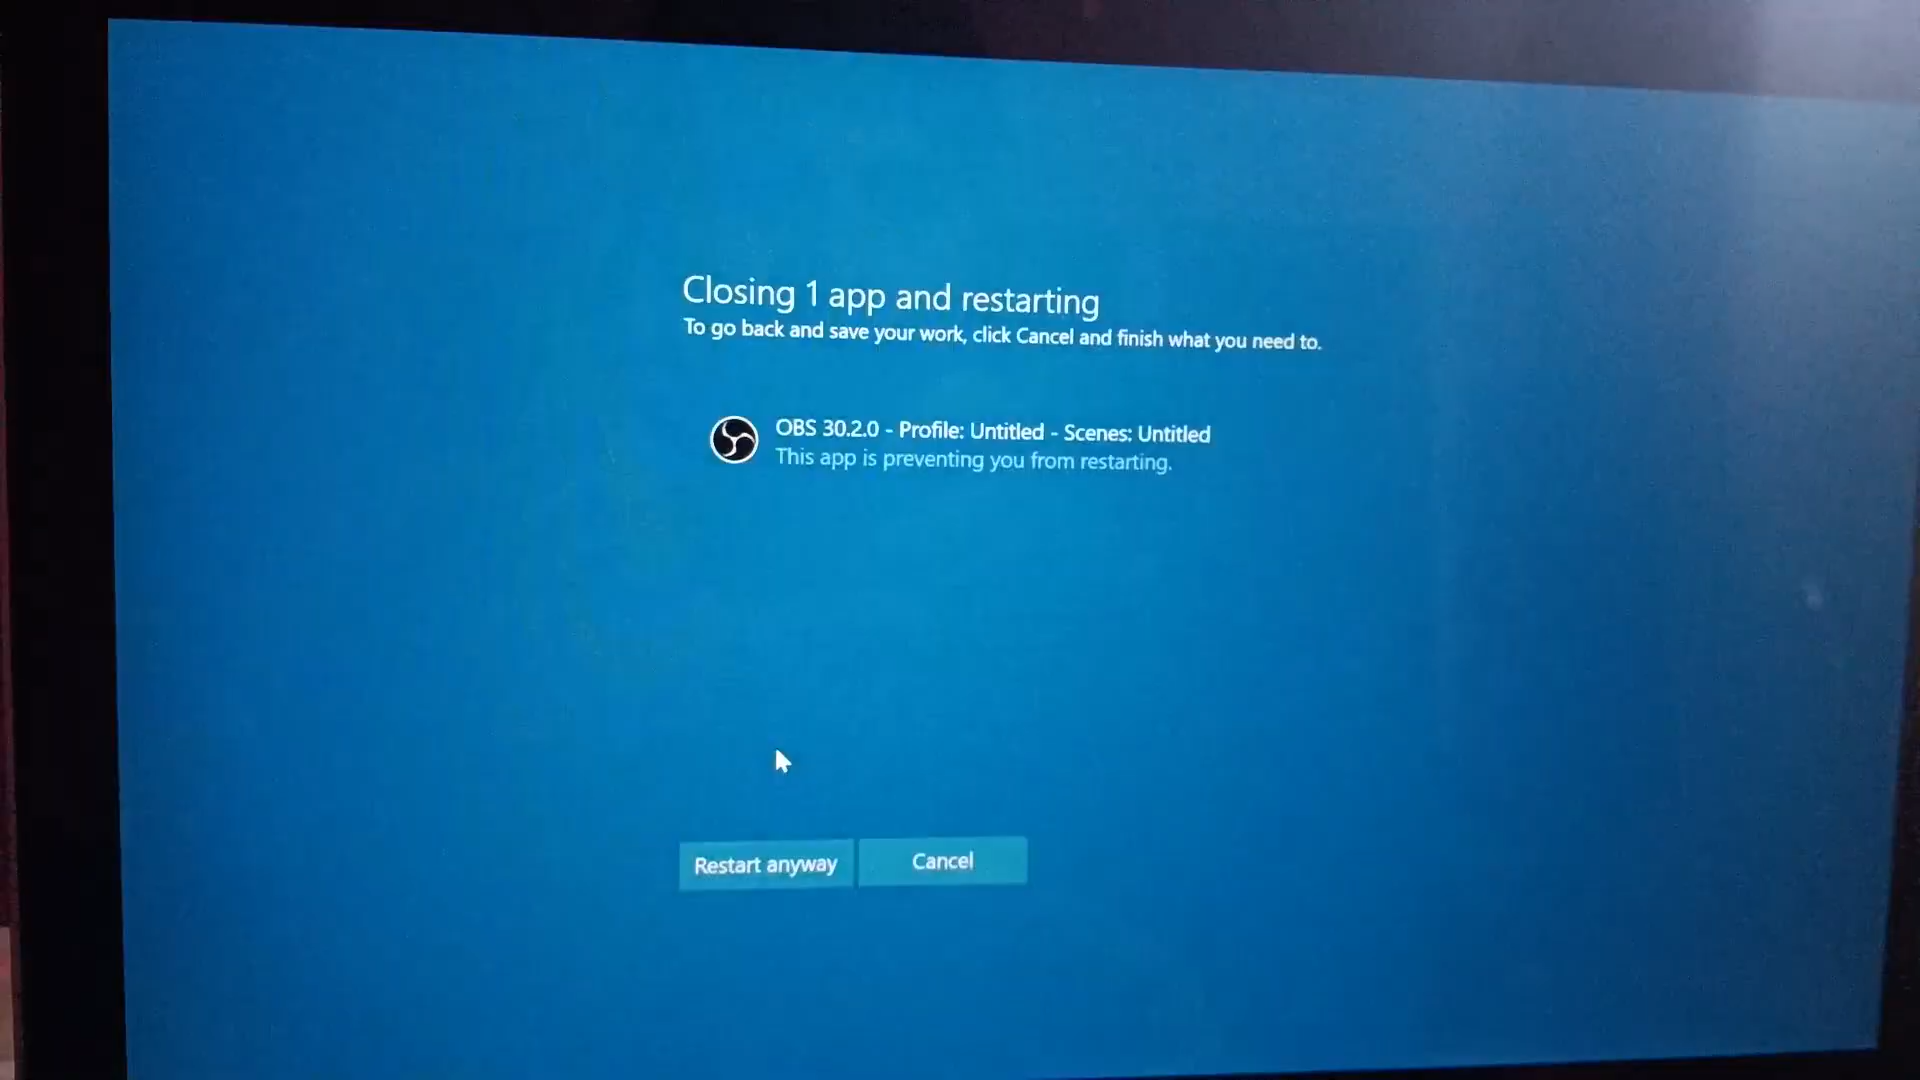 Closing 1 app and restarting
To go back and save your work, click Cancel and finish what you need to.
OBS 30.2.0 - Profile: Untitled - Scenes: Untitled
This app is preventing you from restarting.
Restart anyway
Cancel